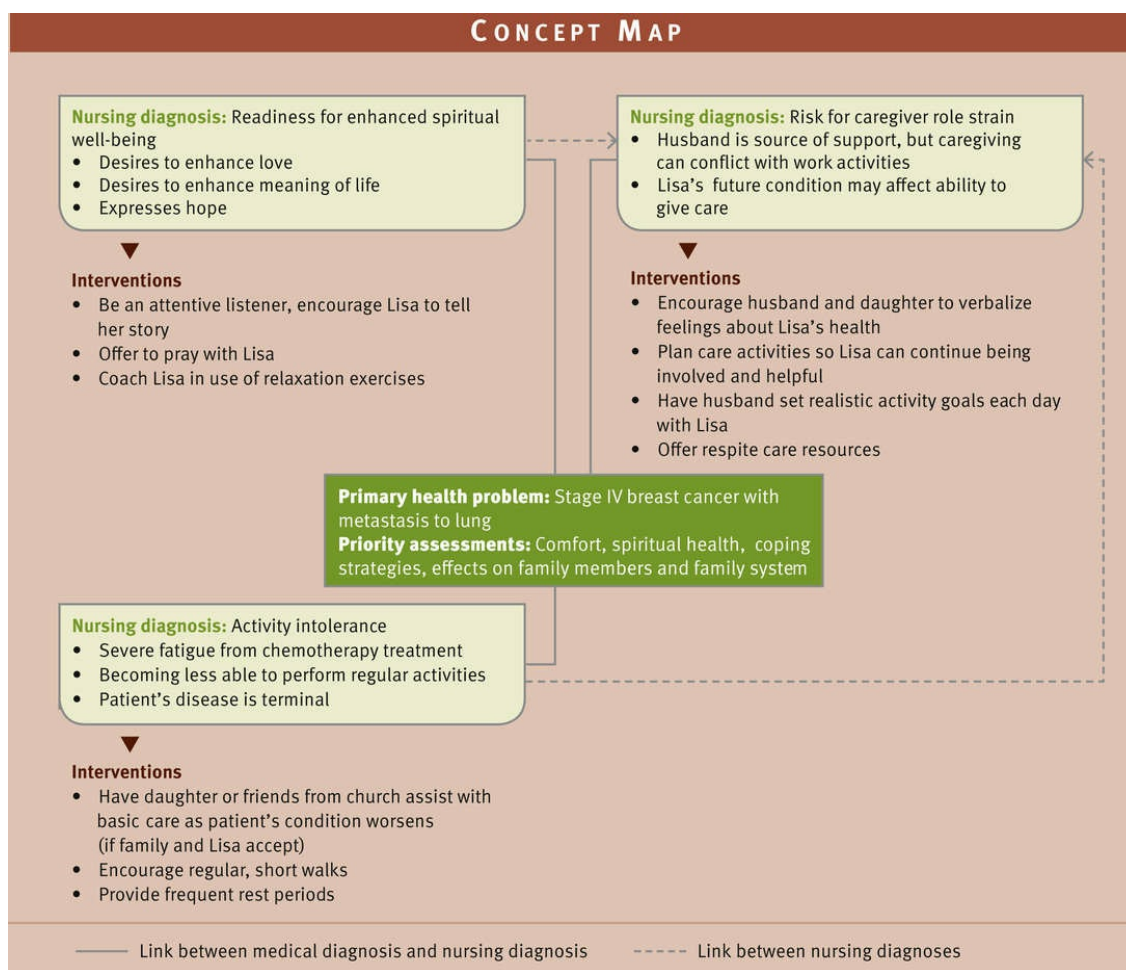 CONCEPT MAP
Nursing diagnosis: Readiness for enhanced spiritual
well-being
• Desires to enhance love
• Desires to enhance meaning of life
• Expresses hope
Interventions
• Be an attentive listener, encourage Lisa to tell
her story
• Offer to pray with Lisa
• Coach Lisa in use of relaxation exercises
Nursing diagnosis: Risk for caregiver role strain
• Husband is source of support, but caregiving
can conflict with work activities
• Lisa's future condition may affect ability to
give care
Interventions
• Encourage husband and daughter to verbalize
feelings about Lisa's health
• Plan care activities so Lisa can continue being
involved and helpful
• Have husband set realistic activity goals each day
with Lisa
• Offer respite care resources
Primary health problem: Stage IV breast cancer with
metastasis to lung
Priority assessments: Comfort, spiritual health, coping
strategies, effects on family members and family system
Nursing diagnosis: Activity intolerance
• Severe fatigue from chemotherapy treatment
• Becoming less able to perform regular activities
• Patient's disease is terminal
Interventions
• Have daughter or friends from church assist with
basic care as patient's condition worsens
(if family and Lisa accept)
• Encourage regular, short walks
• Provide frequent rest periods
Link between medical diagnosis and nursing diagnosis
Link between nursing diagnoses